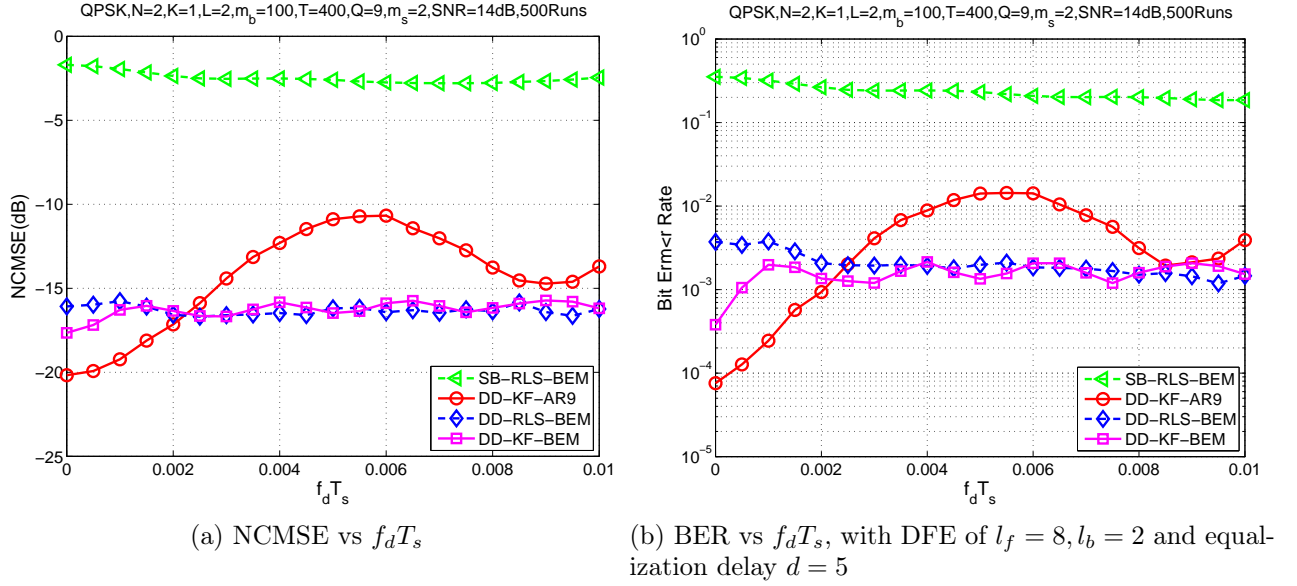 QPSK,N=2,K=1,L=2,m_b=100,T=400,Q=9,m_s=2,SNR=14dB,500Runs
0
−5
−10
−15
−20
−25
NCMSE(dB)
0
0.002
0.004
0.006
0.008
0.01
f_dT_s
SB−RLS−BEM
DD−KF−AR9
DD−RLS−BEM
DD−KF−BEM
(a) NCMSE vs f_dT_s
QPSK,N=2,K=1,L=2,m_b=100,T=400,Q=9,m_s=2,SNR=14dB,500Runs
10^0
10^−1
10^−2
10^−3
10^−4
10^−5
Bit Erm<r Rate
0
0.002
0.004
0.006
0.008
0.01
f_dT_s
SB−RLS−BEM
DD−KF−AR9
DD−RLS−BEM
DD−KF−BEM
(b) BER vs f_dT_s, with DFE of l_f = 8, l_b = 2 and equal-
ization delay d = 5